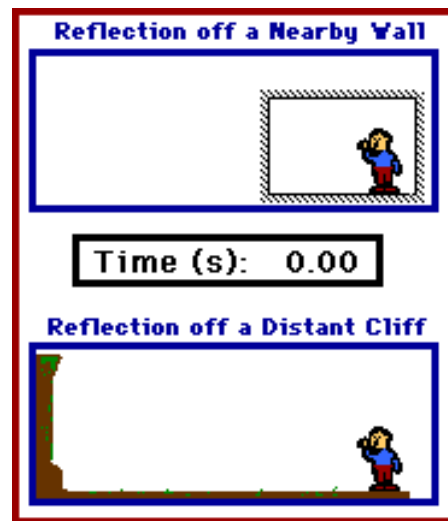 Reflection off a Nearby Wall
Time (s): 0.00
Reflection off a Distant Cliff